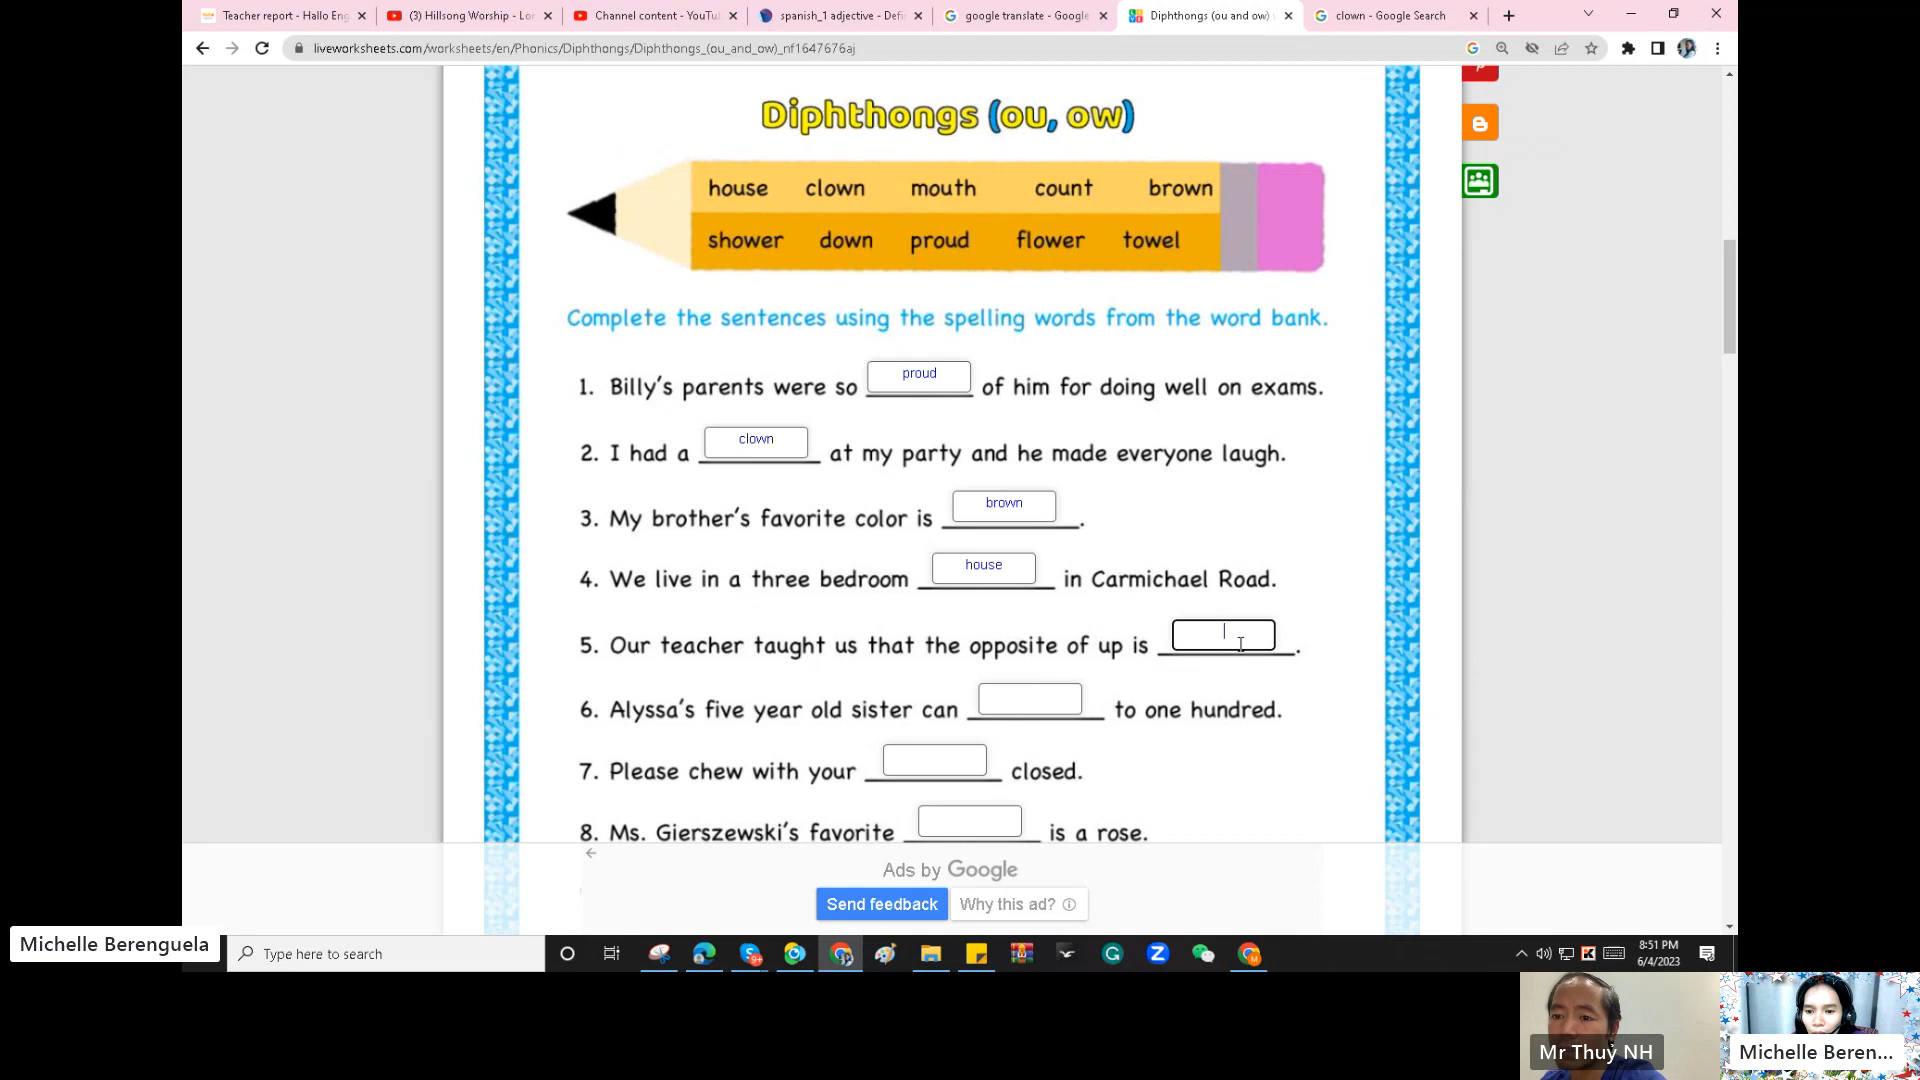 Teacher report - Hallo Eng
(3) Hillsong Worship - Lor
Channel content - YouTu
spanish_1 adjective - Defi
google translate - Google
Diphthongs (ou and ow)
clown - Google Search
liveworksheets.com/worksheets/en/Phonics/Diphthongs/Diphthongs_(ou_and_ow)_nf1647676aj
Diphthongs (ou, ow)
house clown mouth count brown
shower down proud flower towel
Complete the sentences using the spelling words from the word bank.
1. Billy's parents were so proud of him for doing well on exams.
2. I had a clown at my party and he made everyone laugh.
3. My brother's favorite color is brown.
4. We live in a three bedroom house in Carmichael Road.
5. Our teacher taught us that the opposite of up is ________.
6. Alyssa's five year old sister can ________ to one hundred.
7. Please chew with your ________ closed.
8. Ms. Gierszewski's favorite ________ is a rose.
Ads by Google
Send feedback
Why this ad?
Michelle Berenguela
Type here to search
8:51 PM
6/4/2023
Mr Thuỷ NH
Michelle Beren...